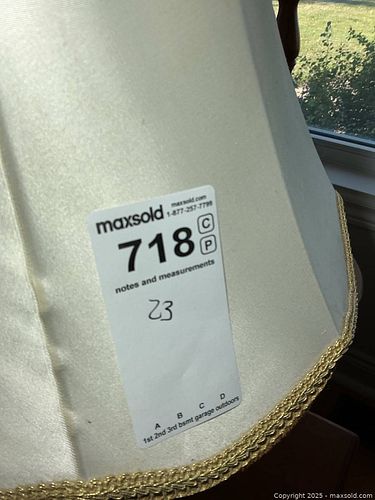 maxsold maxsold.com
1-877-257-7799
718 C
P
notes and measurements
23
A B C D
1st 2nd 3rd bsmt garage outdoors
Copyright 2025 - maxsold.com